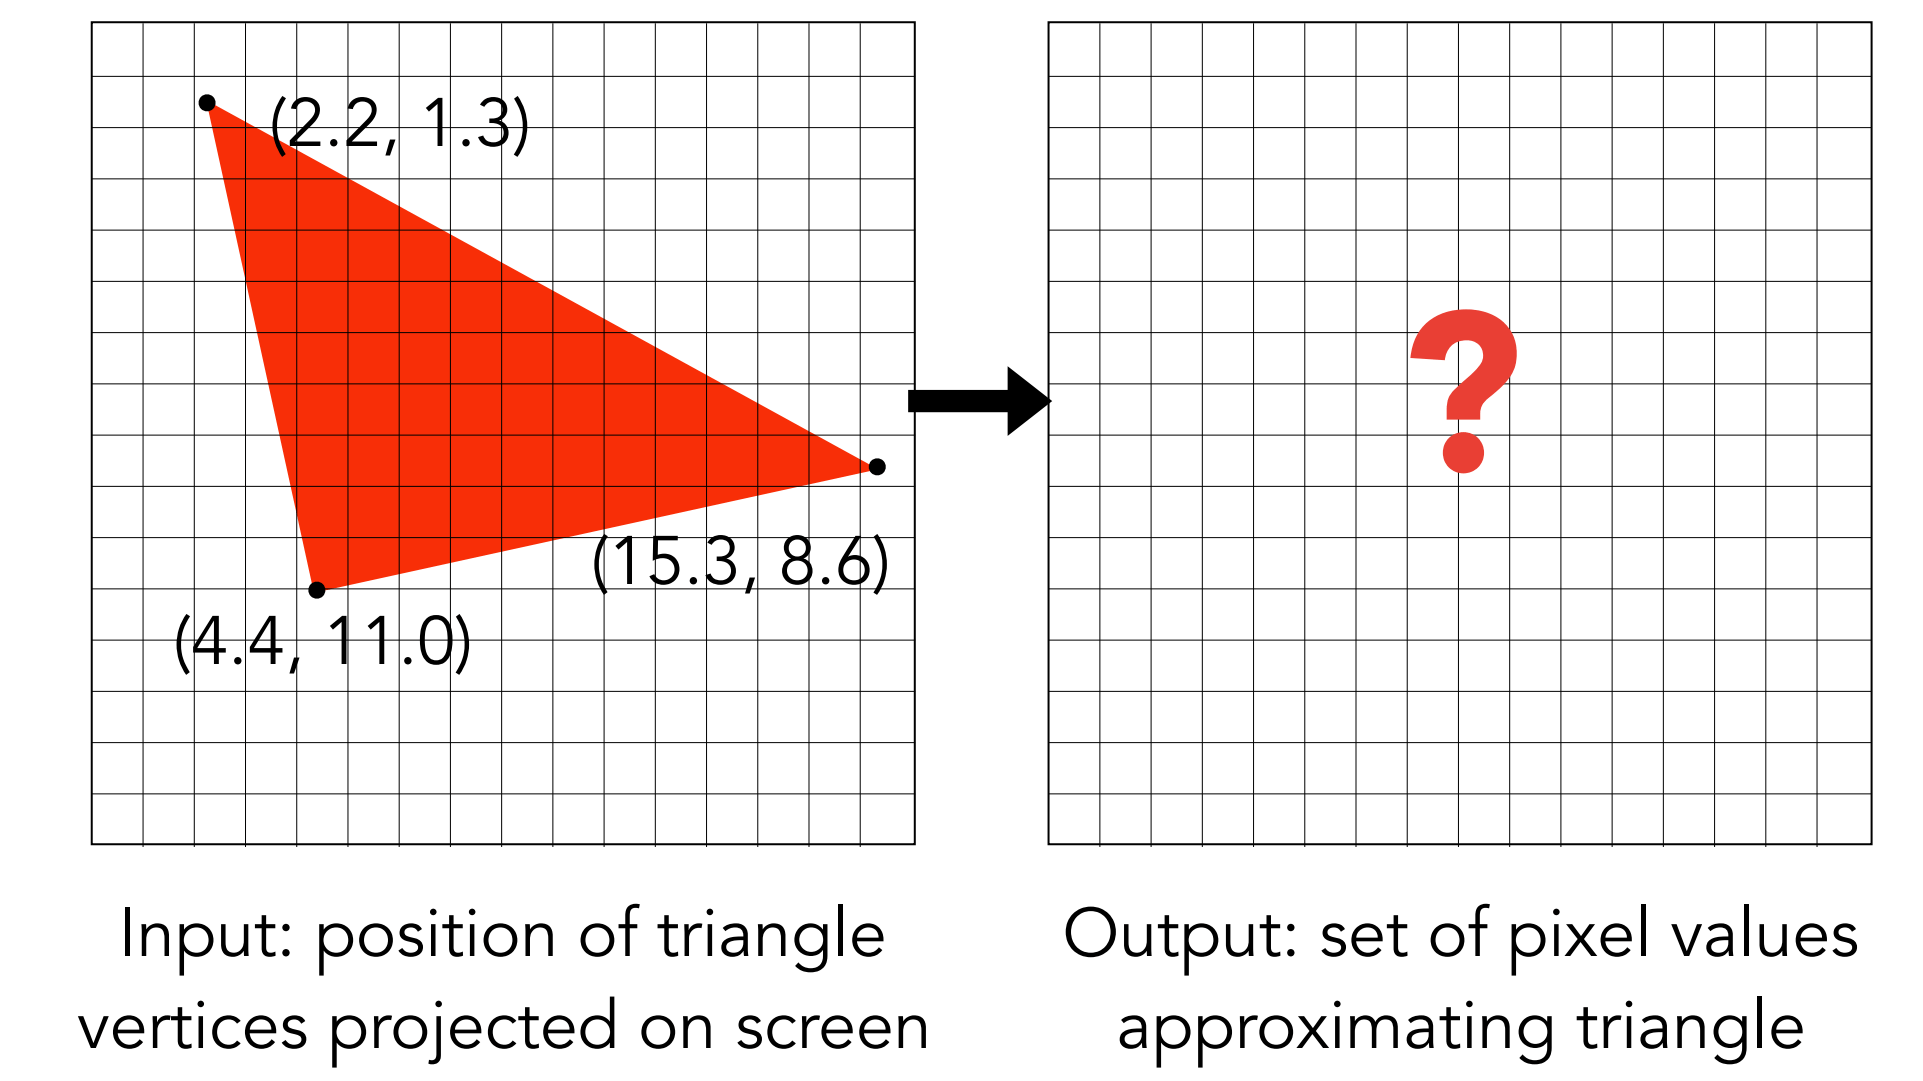 (2.2, 1.3)
?
(15.3, 8.6)
(4.4, 11.0)
Input: position of triangle
vertices projected on screen
Output: set of pixel values
approximating triangle